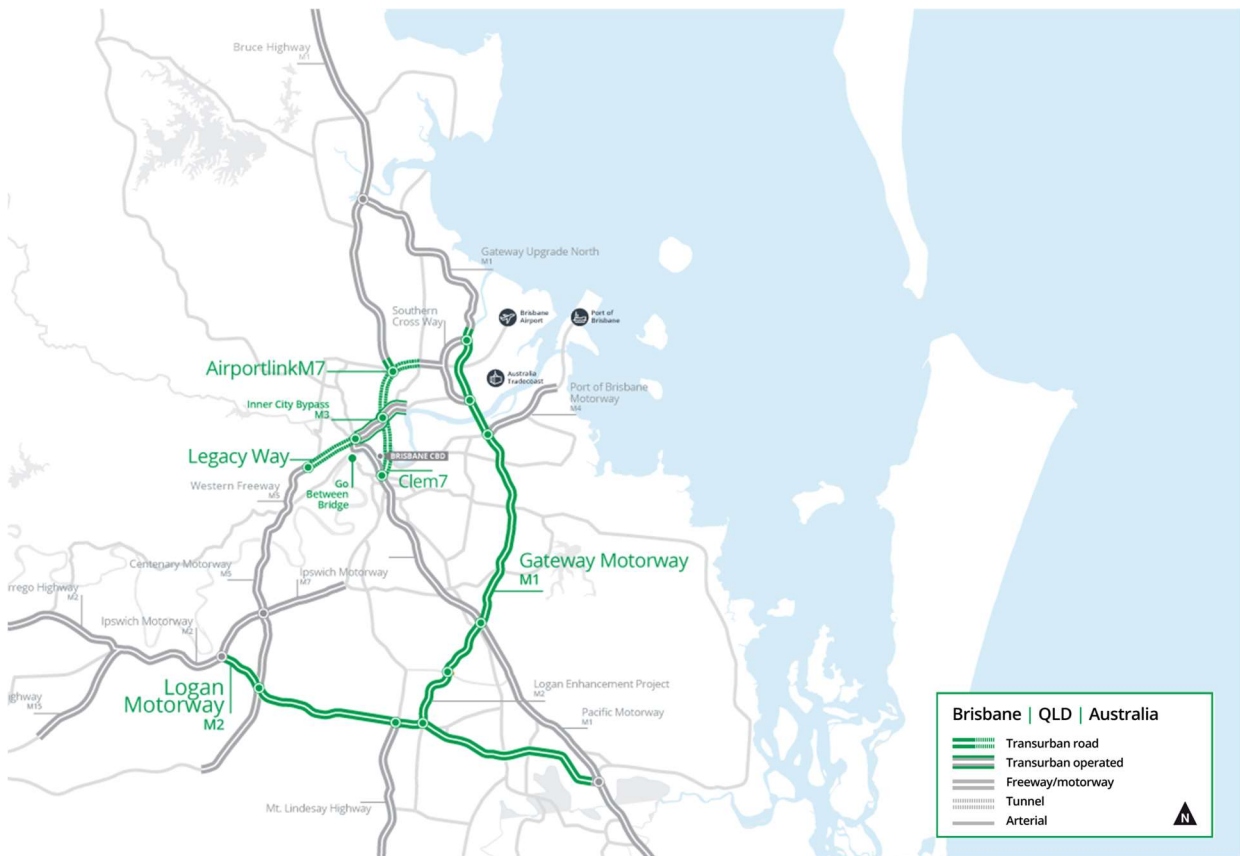 Bruce Highway
M1
Gateway Upgrade North
M1
Southern
Cross Way
Brisbane
Airport
Port of
Brisbane
AirportlinkM7
Australia
Tradecoast
Port of Brisbane
Motorway
M4
Inner City Bypass
M3
Legacy Way
BRISBANE CBD
Clem7
Western Freeway
M5
Go
Between
Bridge
Gateway Motorway
M1
Centenary Motorway
M5
Ipswich Motorway
M7
rrego Highway
M2
Ipswich Motorway
M2
Logan
Motorway
M2
ighway
M15
Logan Enhancement Project
M2
Pacific Motorway
M1
Mt. Lindesay Highway
Brisbane | QLD | Australia
Transurban road
Transurban operated
Freeway/motorway
Tunnel
Arterial
N